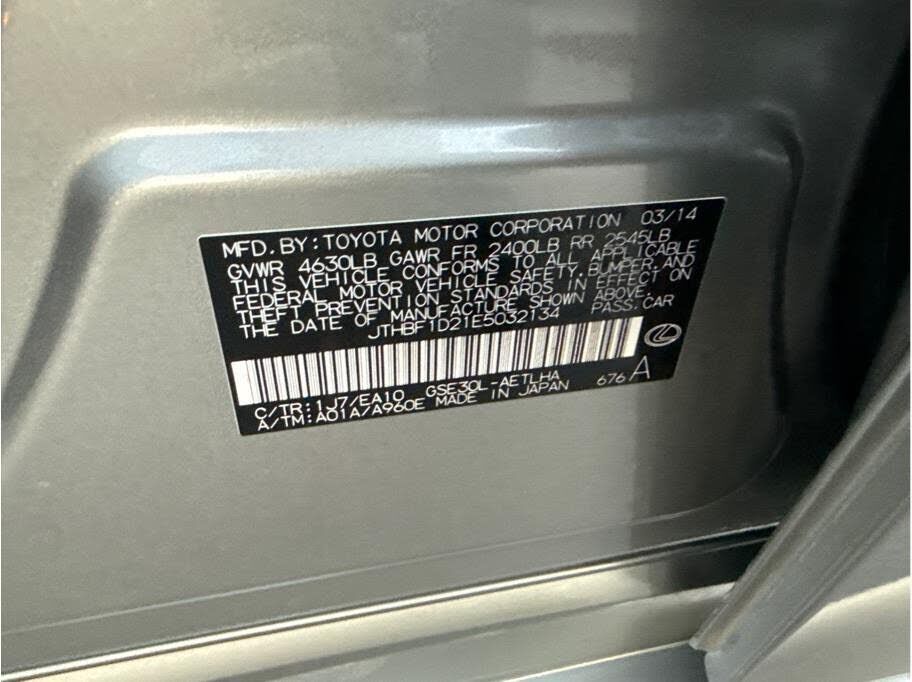 MFD. BY: TOYOTA MOTOR CORPORATION 03/14
GVWR 4630LB GAWR FR 2400LB RR 2545LB
THIS VEHICLE CONFORMS TO ALL APPLICABLE
FEDERAL MOTOR VEHICLE SAFETY, BUMPER, AND
THEFT PREVENTION STANDARDS IN EFFECT ON
THE DATE OF MANUFACTURE SHOWN ABOVE.
JTHBF1D21E5032134 PASS. CAR
C/TR: 1J7/EA10 GSE30L-AETLHA 676 A
A/TM: A01A/A960E MADE IN JAPAN